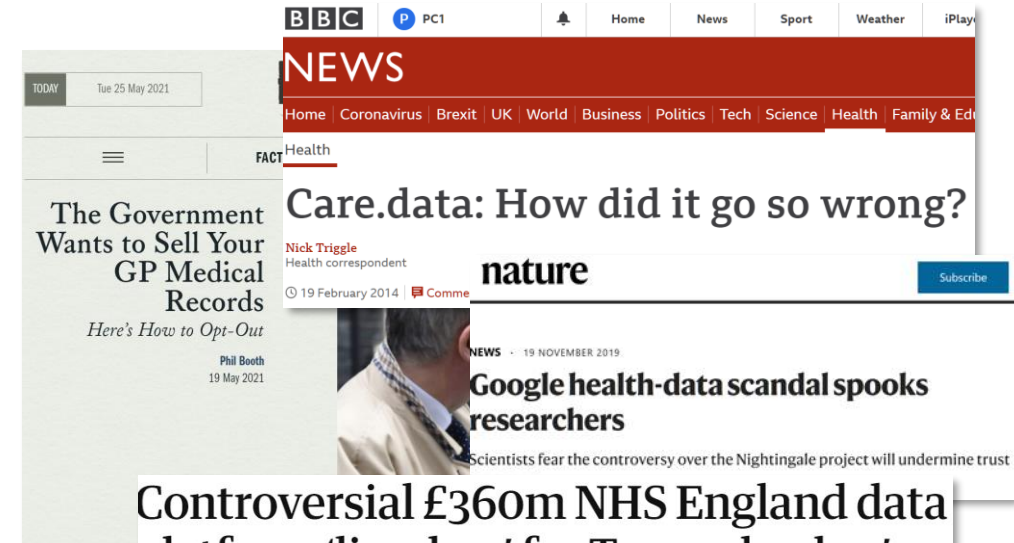 BBC
P PC1
Home News Sport Weather
NEWS
Home Coronavirus Brexit UK World Business Politics Tech Science Health Family &
Health
Care.data: How did it go so wrong?
Nick Triggle
Health correspondent
19 February 2014
TODAY Tue 25 May 2021
The Government
Wants to Sell Your
GP Medical
Records
Here's How to Opt-Out
Phil Booth
19 May 2021
nature
Subscribe
NEWS · 19 NOVEMBER 2019
Google health-data scandal spooks
researchers
Scientists fear the controversy over the Nightingale project will undermine trust
Controversial £360m NHS England data